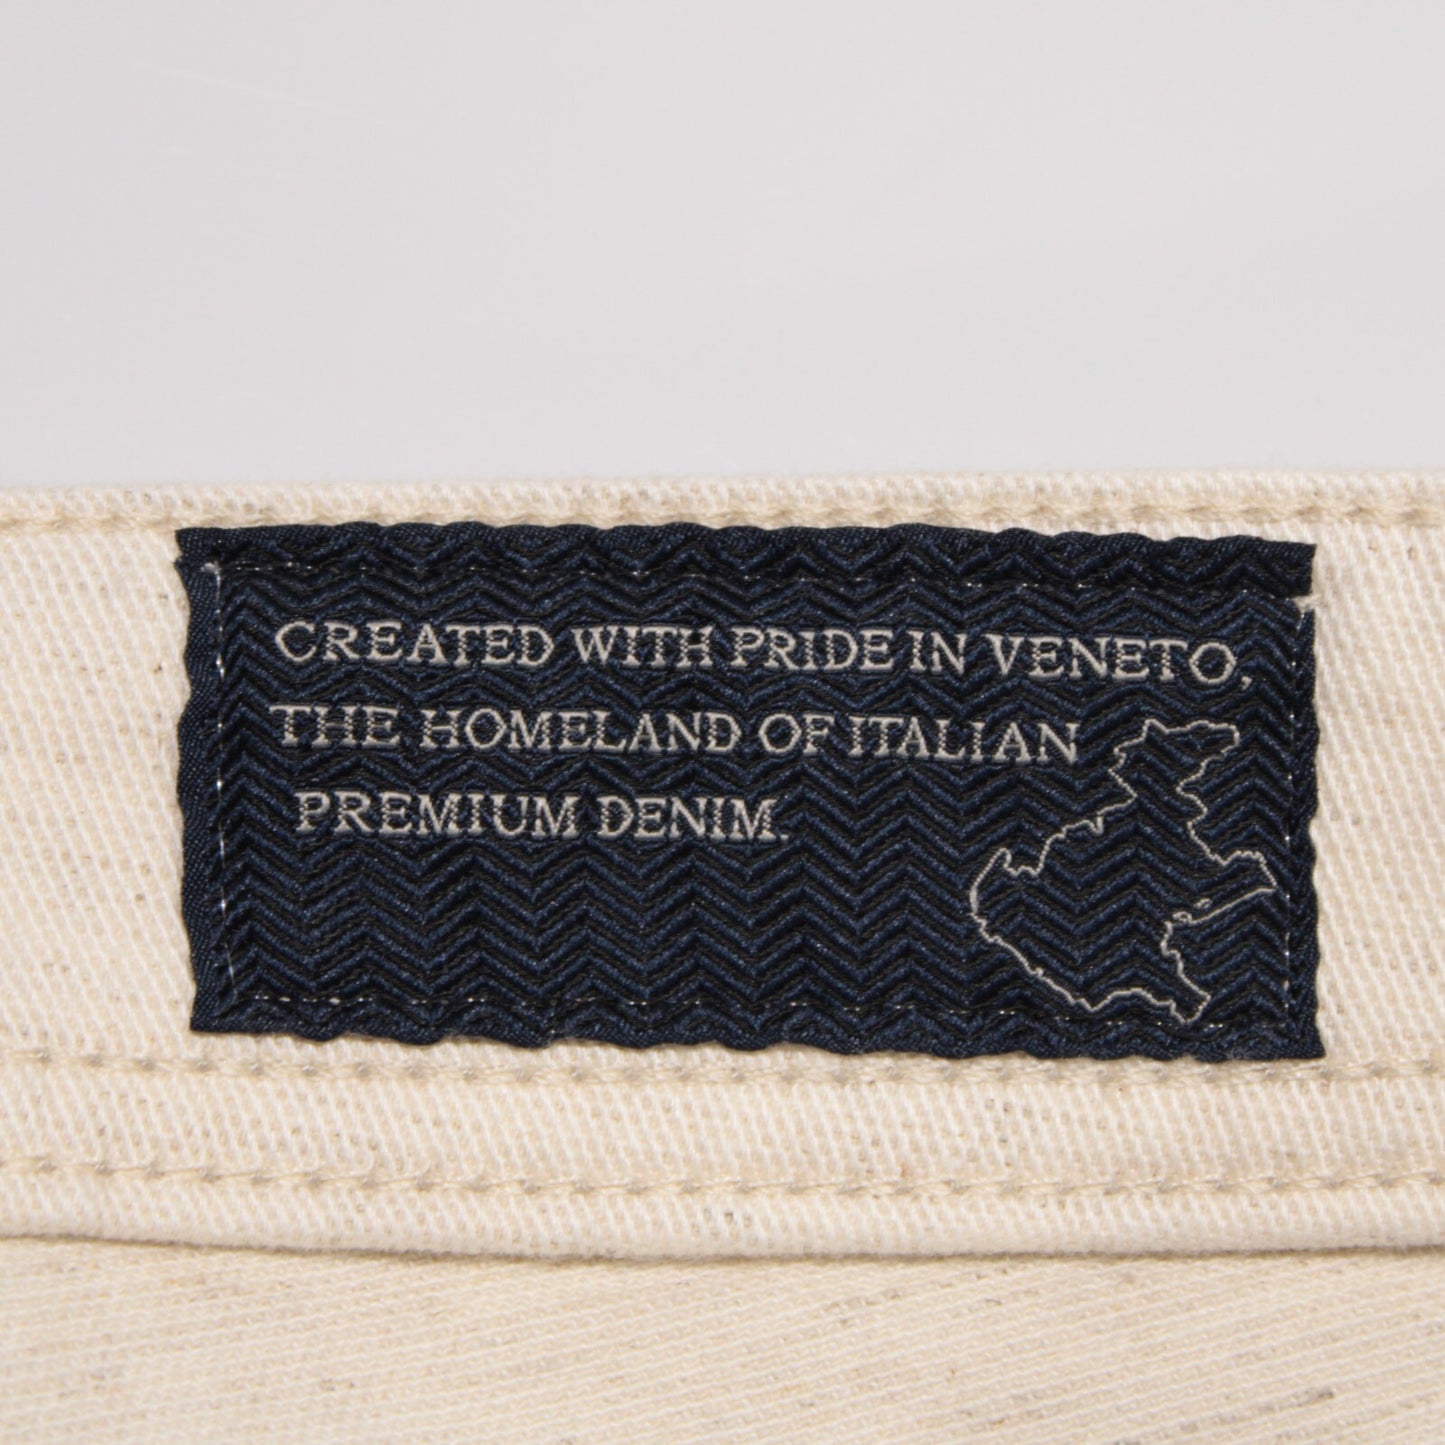 CREATED WITH PRIDE IN VENETO,
THE HOMELAND OF ITALIAN
PREMIUM DENIM.